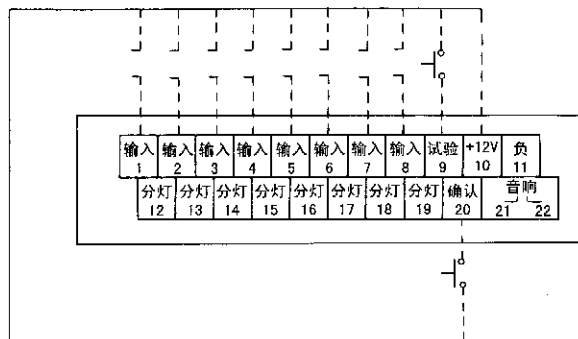 输入 输入 输入 输入 输入 输入 输入 输入 试验 +12V 负
1 2 3 4 5 6 7 8 9 10 11
分灯 分灯 分灯 分灯 分灯 分灯 分灯 分灯 确认 音响
12 13 14 15 16 17 18 19 20 21 22